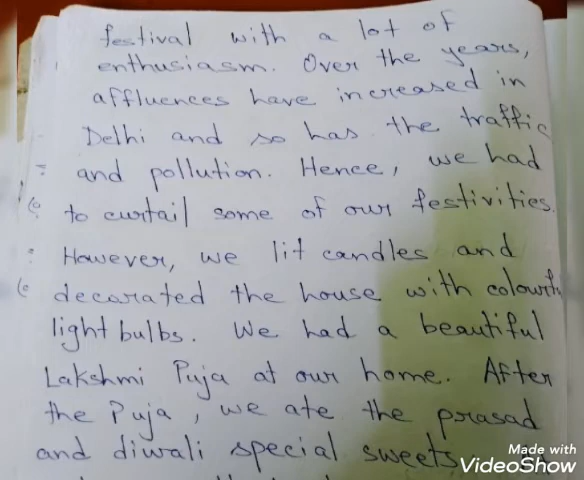 festival with a lot of
enthusiasm. Over the years,
affluences have increased in
Delhi and so has the traffic
and pollution. Hence, we had
to curtail some of our festivities.
However, we lit candles and
decorated the house with
light bulbs. We had a beautiful
Lakshmi Puja at our home. After
the Puja, we ate the prasad
and diwali special sweets
Made with
VideoShow